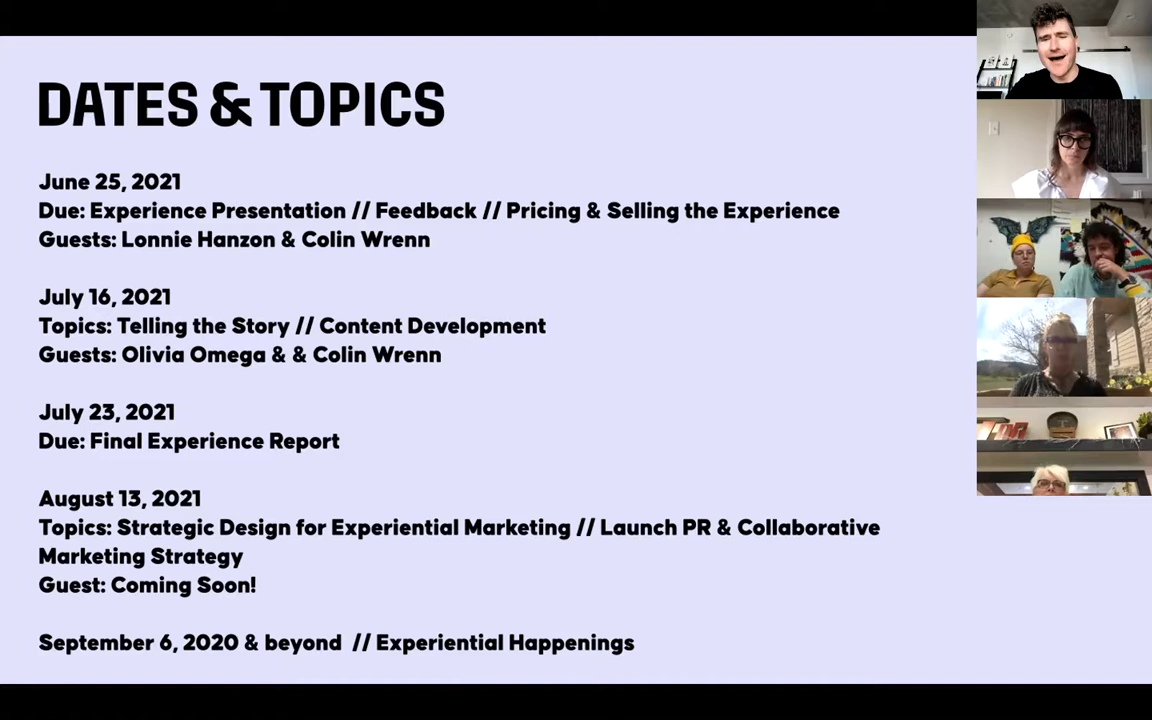 DATES & TOPICS
June 25, 2021
Due: Experience Presentation // Feedback // Pricing & Selling the Experience
Guests: Lonnie Hanzon & Colin Wrenn
July 16, 2021
Topics: Telling the Story // Content Development
Guests: Olivia Omega & & Colin Wrenn
July 23, 2021
Due: Final Experience Report
August 13, 2021
Topics: Strategic Design for Experiential Marketing // Launch PR & Collaborative
Marketing Strategy
Guest: Coming Soon!
September 6, 2020 & beyond // Experiential Happenings